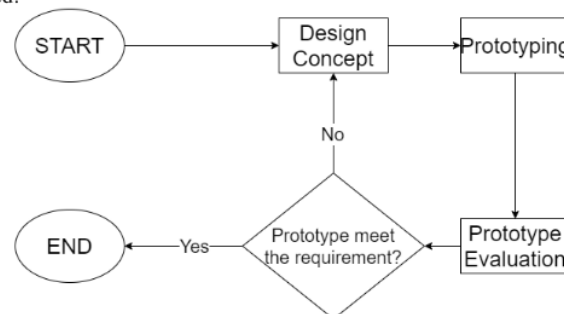 START
Design
Concept
Prototyping
No
END
Yes
Prototype meet
the requirement?
Prototype
Evaluation